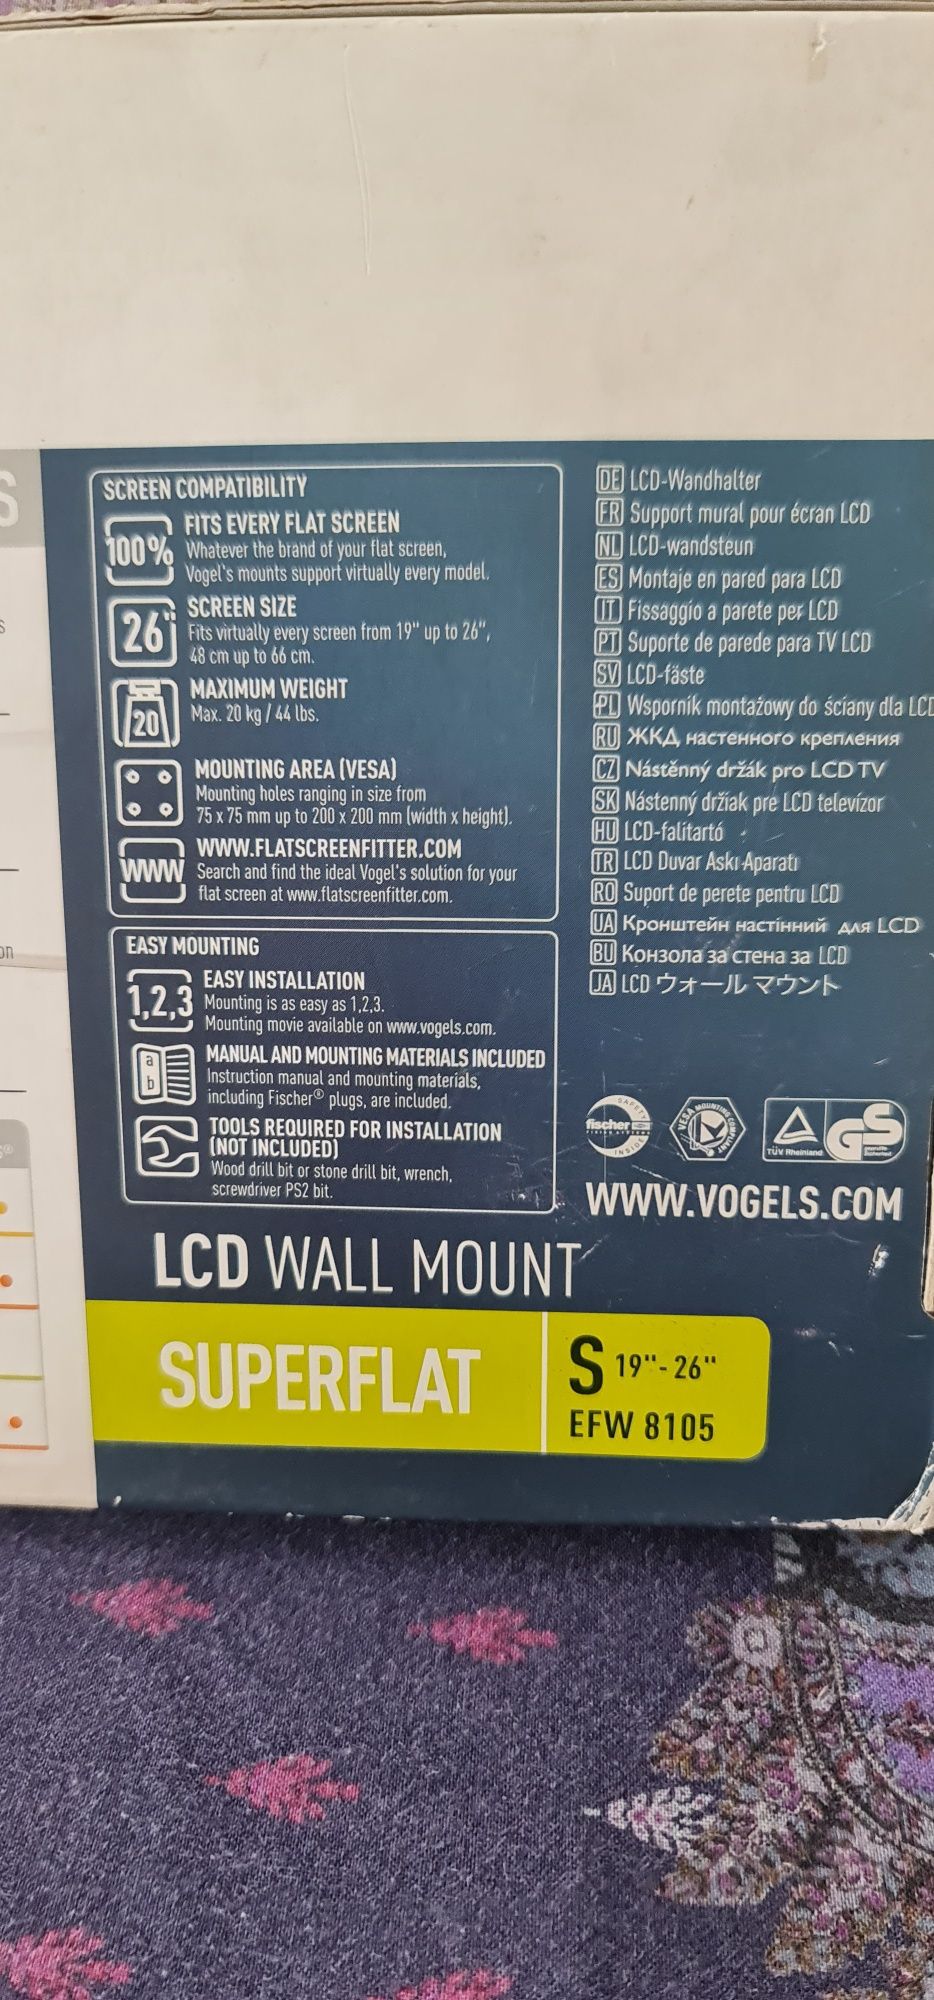 S
s
on
s®
SCREEN COMPATIBILITY
100%
FITS EVERY FLAT SCREEN
Whatever the brand of your flat screen,
Vogel's mounts support virtually every model.
26"
SCREEN SIZE
Fits virtually every screen from 19" up to 26",
48 cm up to 66 cm.
20
MAXIMUM WEIGHT
Max. 20 kg / 44 lbs.
MOUNTING AREA (VESA)
Mounting holes ranging in size from
75 x 75 mm up to 200 x 200 mm (width x height).
WWW
WWW.FLATSCREENFITTER.COM
Search and find the ideal Vogel's solution for your
flat screen at www.flatscreenfitter.com.
EASY MOUNTING
1,2,3
EASY INSTALLATION
Mounting is as easy as 1,2,3.
Mounting movie available on www.vogels.com.
a
b
MANUAL AND MOUNTING MATERIALS INCLUDED
Instruction manual and mounting materials,
including Fischer® plugs, are included.
TOOLS REQUIRED FOR INSTALLATION
(NOT INCLUDED)
Wood drill bit or stone drill bit, wrench,
screwdriver PS2 bit.
DE LCD-Wandhalter
FR Support mural pour écran LCD
NL LCD-wandsteun
ES Montaje en pared para LCD
IT Fissaggio a parete per LCD
PT Suporte de parede para TV LCD
SV LCD-fäste
PL Wspornik montażowy do ściany dla LCD
RU ЖКД настенного крепления
CZ Nástěnný držák pro LCD TV
SK Nástenný držiak pre LCD televízor
HU LCD-falitartó
TR LCD Duvar Askı Aparatı
RO Suport de perete pentru LCD
UA Кронштейн настінний для LCD
BU Конзола за стена за LCD
JA LCD ウォールマウント
SAFETY
fischer
FIXING SYSTEMS
INSIDE
VESA MOUNTING COMPLIANT
TÜV Rheinland
GS
geprüfte
Sicherheit
WWW.VOGELS.COM
LCD WALL MOUNT
SUPERFLAT
S 19"- 26"
EFW 8105